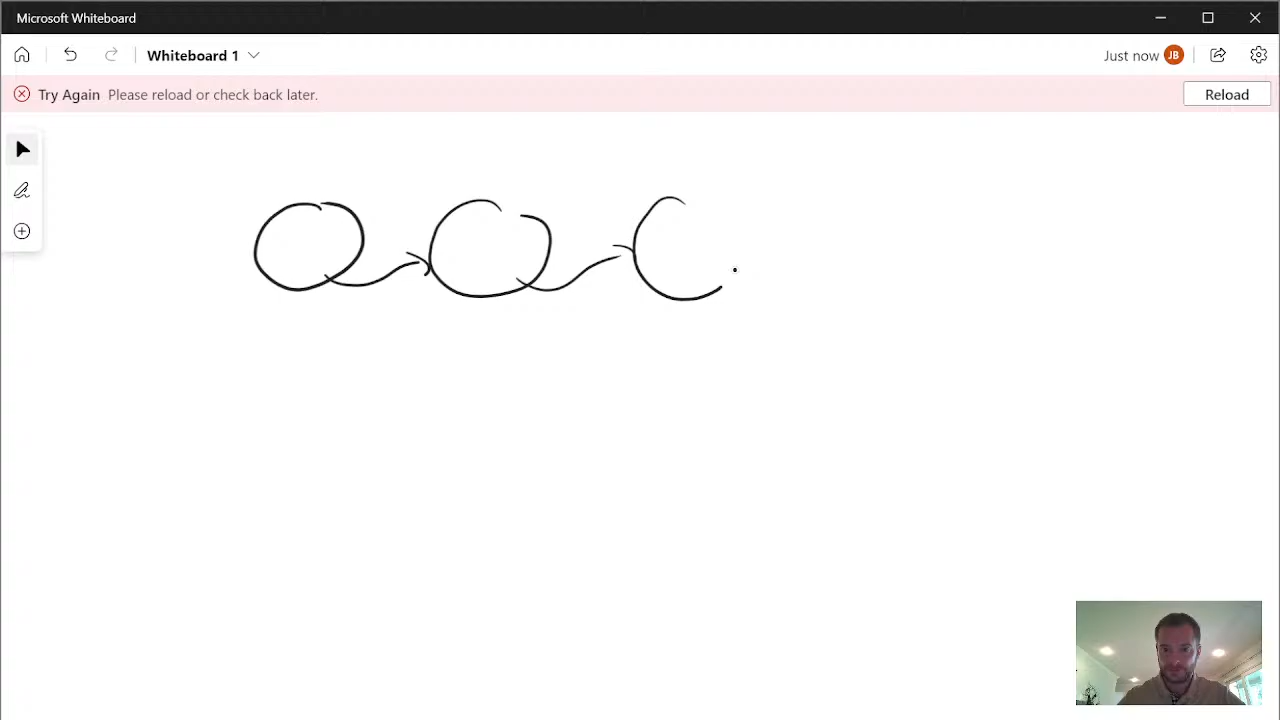 Microsoft Whiteboard
Whiteboard 1
Just now JB
Try Again Please reload or check back later.
Reload